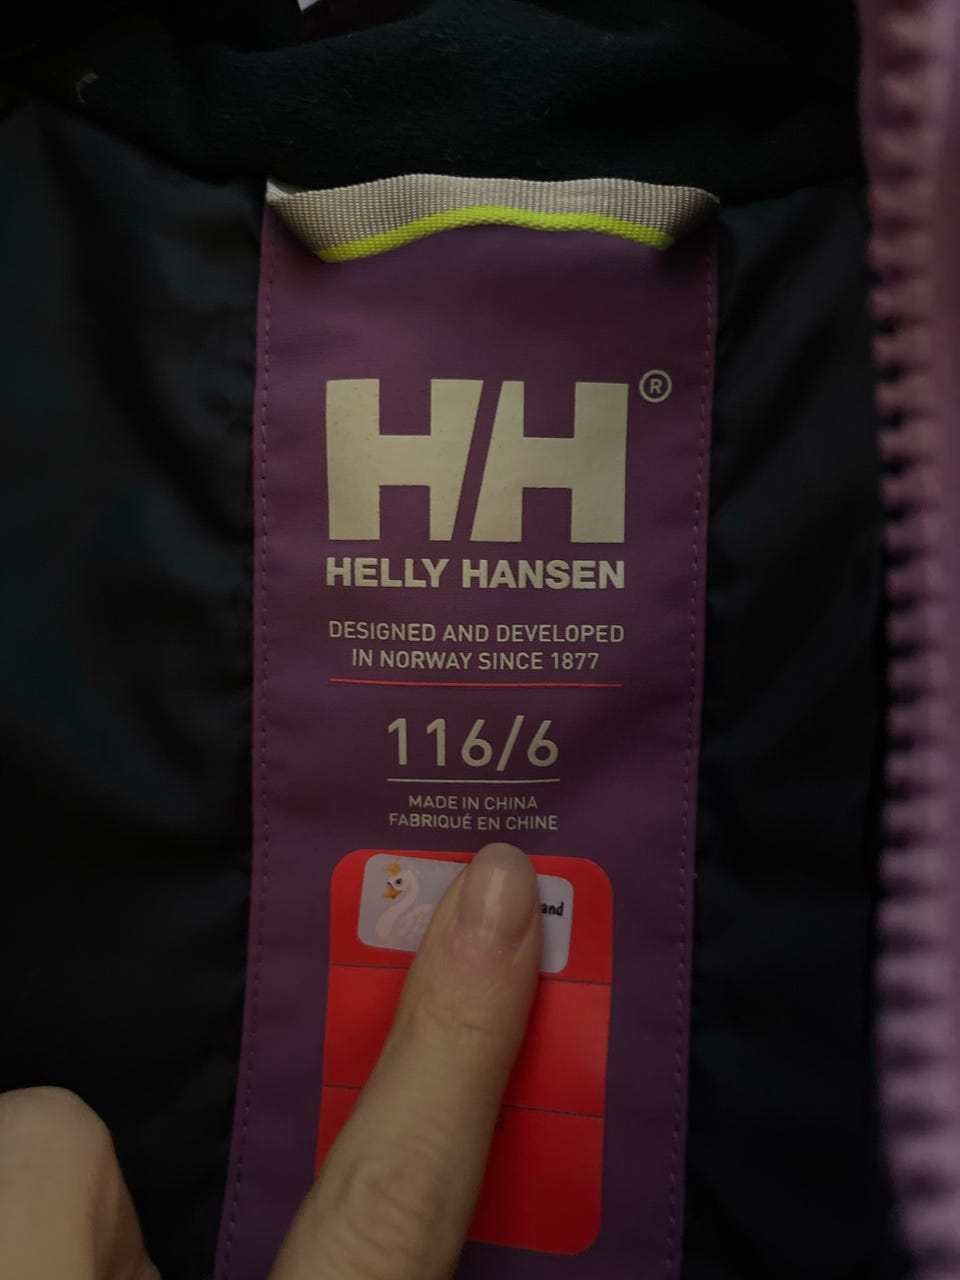 HH®
HELLY HANSEN
DESIGNED AND DEVELOPED
IN NORWAY SINCE 1877
116/6
MADE IN CHINA
FABRIQUÉ EN CHINE